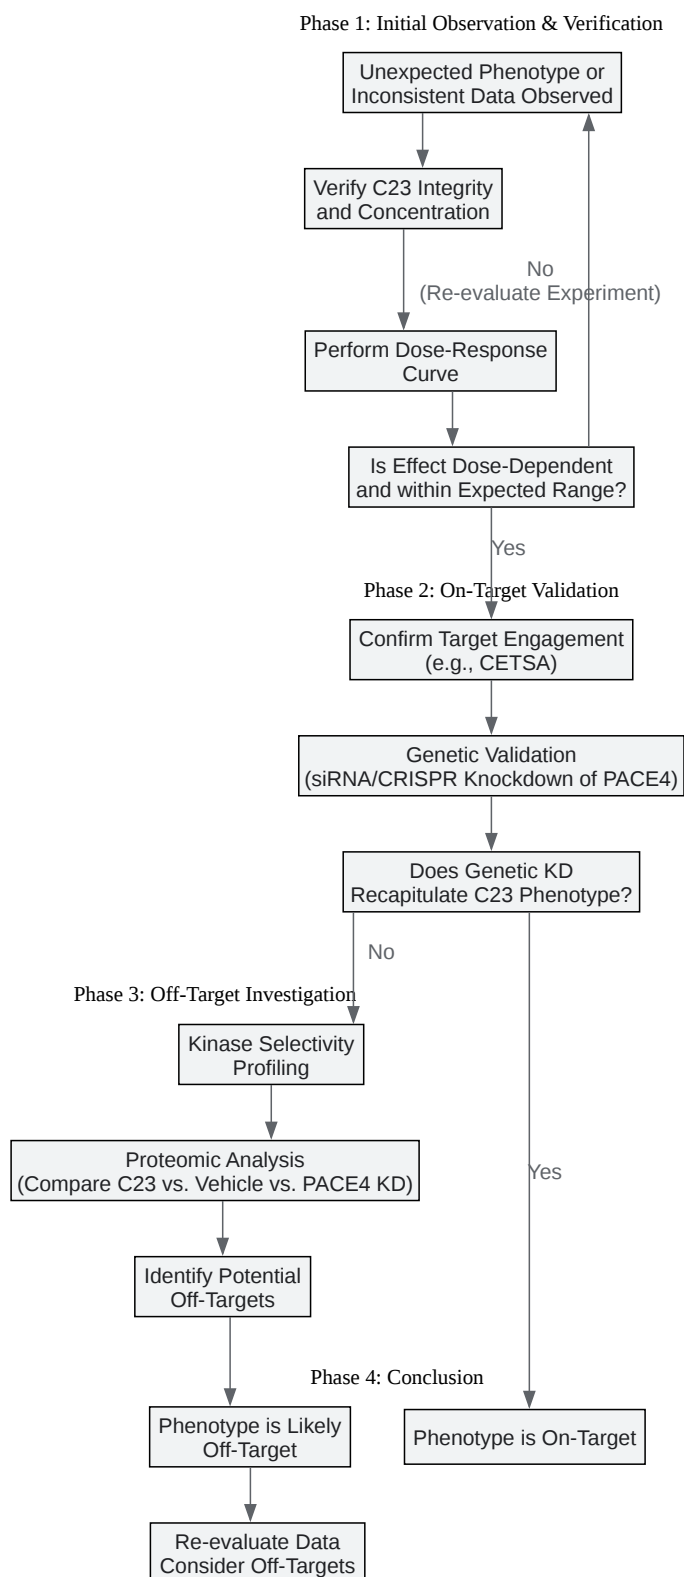 Phase 1: Initial Observation & Verification
Unexpected Phenotype or
Inconsistent Data Observed
Verify C23 Integrity
and Concentration
No
(Re-evaluate Experiment)
Perform Dose-Response
Curve
Is Effect Dose-Dependent
and within Expected Range?
Yes
Phase 2: On-Target Validation
Confirm Target Engagement
(e.g., CETSA)
Genetic Validation
(siRNA/CRISPR Knockdown of PACE4)
Does Genetic KD
Recapitulate C23 Phenotype?
No
Phase 3: Off-Target Investigation
Kinase Selectivity
Profiling
Proteomic Analysis
(Compare C23 vs. Vehicle vs. PACE4 KD)
Yes
Identify Potential
Off-Targets
Phase 4: Conclusion
Phenotype is Likely
Off-Target
Phenotype is On-Target
Re-evaluate Data
Consider Off-Targets